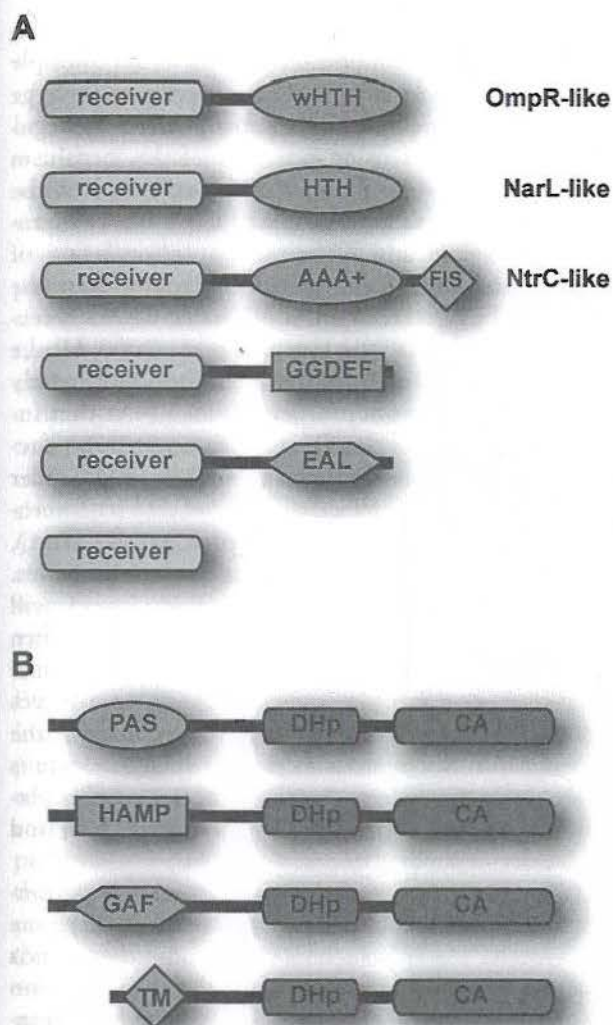 A
receiver wHTH OmpR-like
receiver HTH NarL-like
receiver AAA+ FIS NtrC-like
receiver GGDEF
receiver EAL
receiver
B
PAS DHp CA
HAMP DHp CA
GAF DHp CA
TM DHp CA